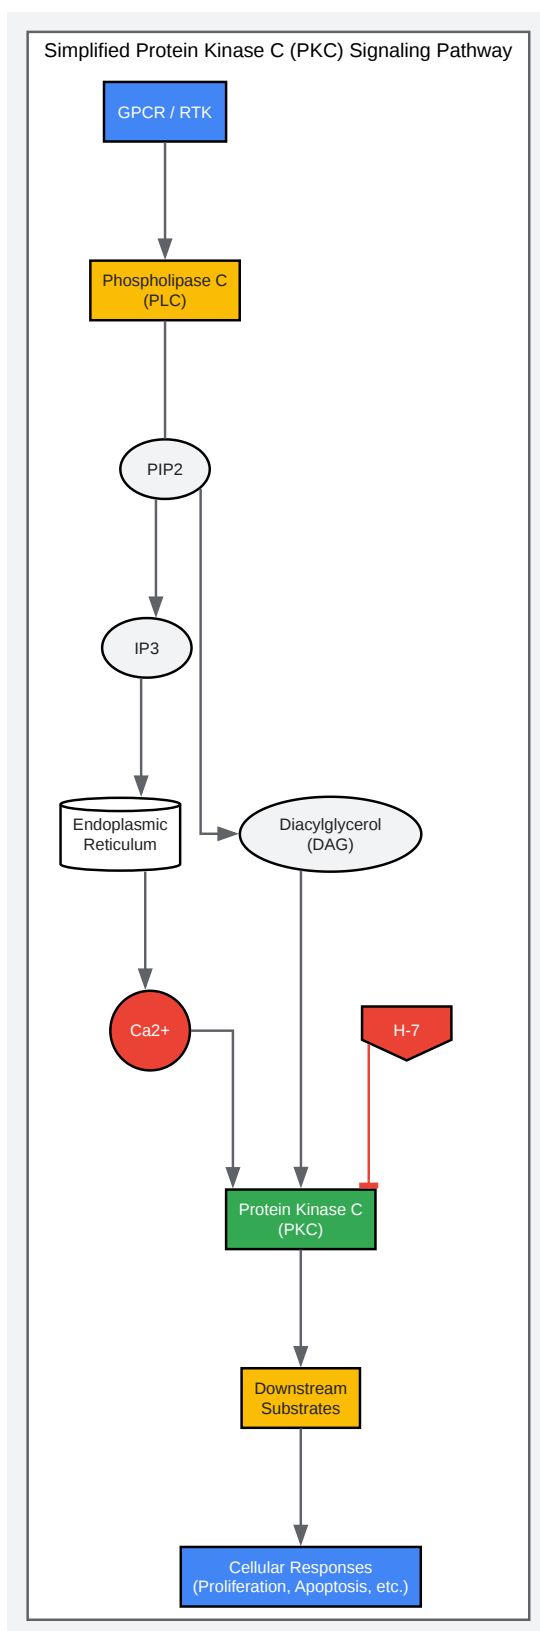 Simplified Protein Kinase C (PKC) Signaling Pathway
GPCR / RTK
Phospholipase C
(PLC)
PIP2
IP3
Endoplasmic
Reticulum
Diacylglycerol
(DAG)
Ca2+
H-7
Protein Kinase C
(PKC)
Downstream
Substrates
Cellular Responses
(Proliferation, Apoptosis, etc.)